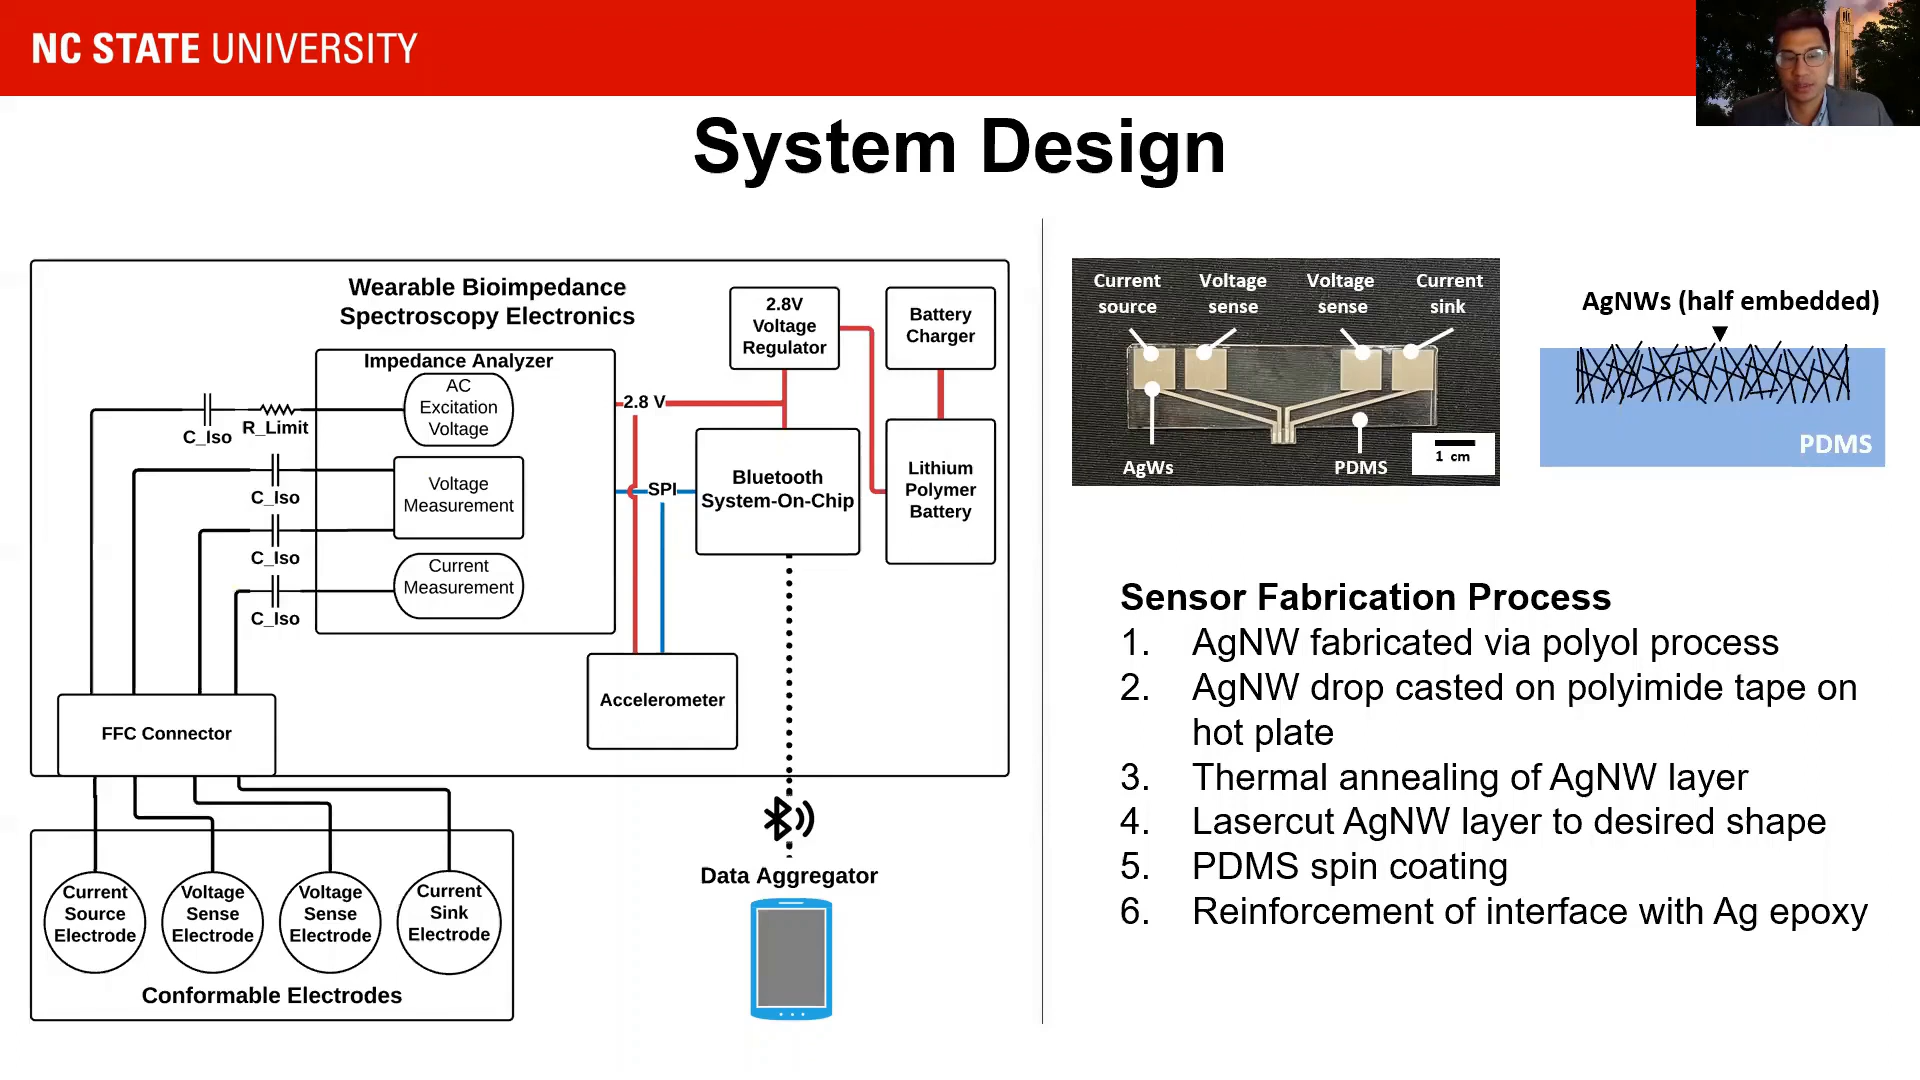 NC STATE UNIVERSITY
System Design
Wearable Bioimpedance
Spectroscopy Electronics
Impedance Analyzer
AC
Excitation
Voltage
C_Iso
R_Limit
Voltage
Measurement
C_Iso
C_Iso
Current
Measurement
C_Iso
2.8V
Voltage
Regulator
Battery
Charger
2.8 V
SPI
Bluetooth
System-On-Chip
Lithium
Polymer
Battery
Accelerometer
FFC Connector
Current
Source
Electrode
Voltage
Sense
Electrode
Voltage
Sense
Electrode
Current
Sink
Electrode
Conformable Electrodes
Data Aggregator
Current
source
Voltage
sense
Voltage
sense
Current
sink
AgWs
PDMS
1 cm
AgNWs (half embedded)
PDMS
Sensor Fabrication Process
1. AgNW fabricated via polyol process
2. AgNW drop casted on polyimide tape on
hot plate
3. Thermal annealing of AgNW layer
4. Lasercut AgNW layer to desired shape
5. PDMS spin coating
6. Reinforcement of interface with Ag epoxy